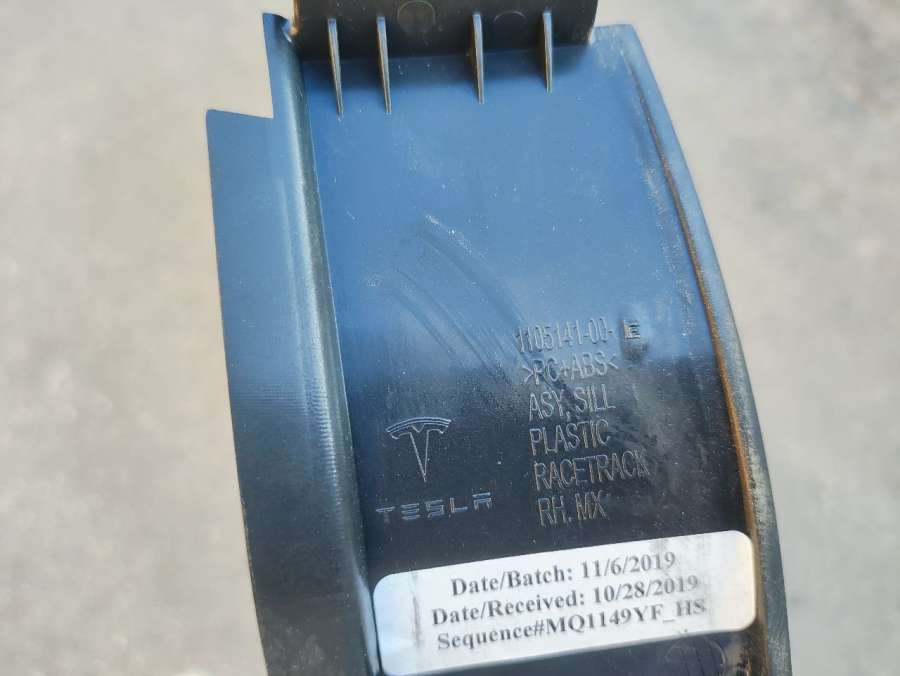 1105141-00-E
>PC+ABS<
ASY, SILL
PLASTIC
RACETRACK
RH. MX
TESLA
Date/Batch: 11/6/2019
Date/Received: 10/28/2019
Sequence#MQ1149YF_HS